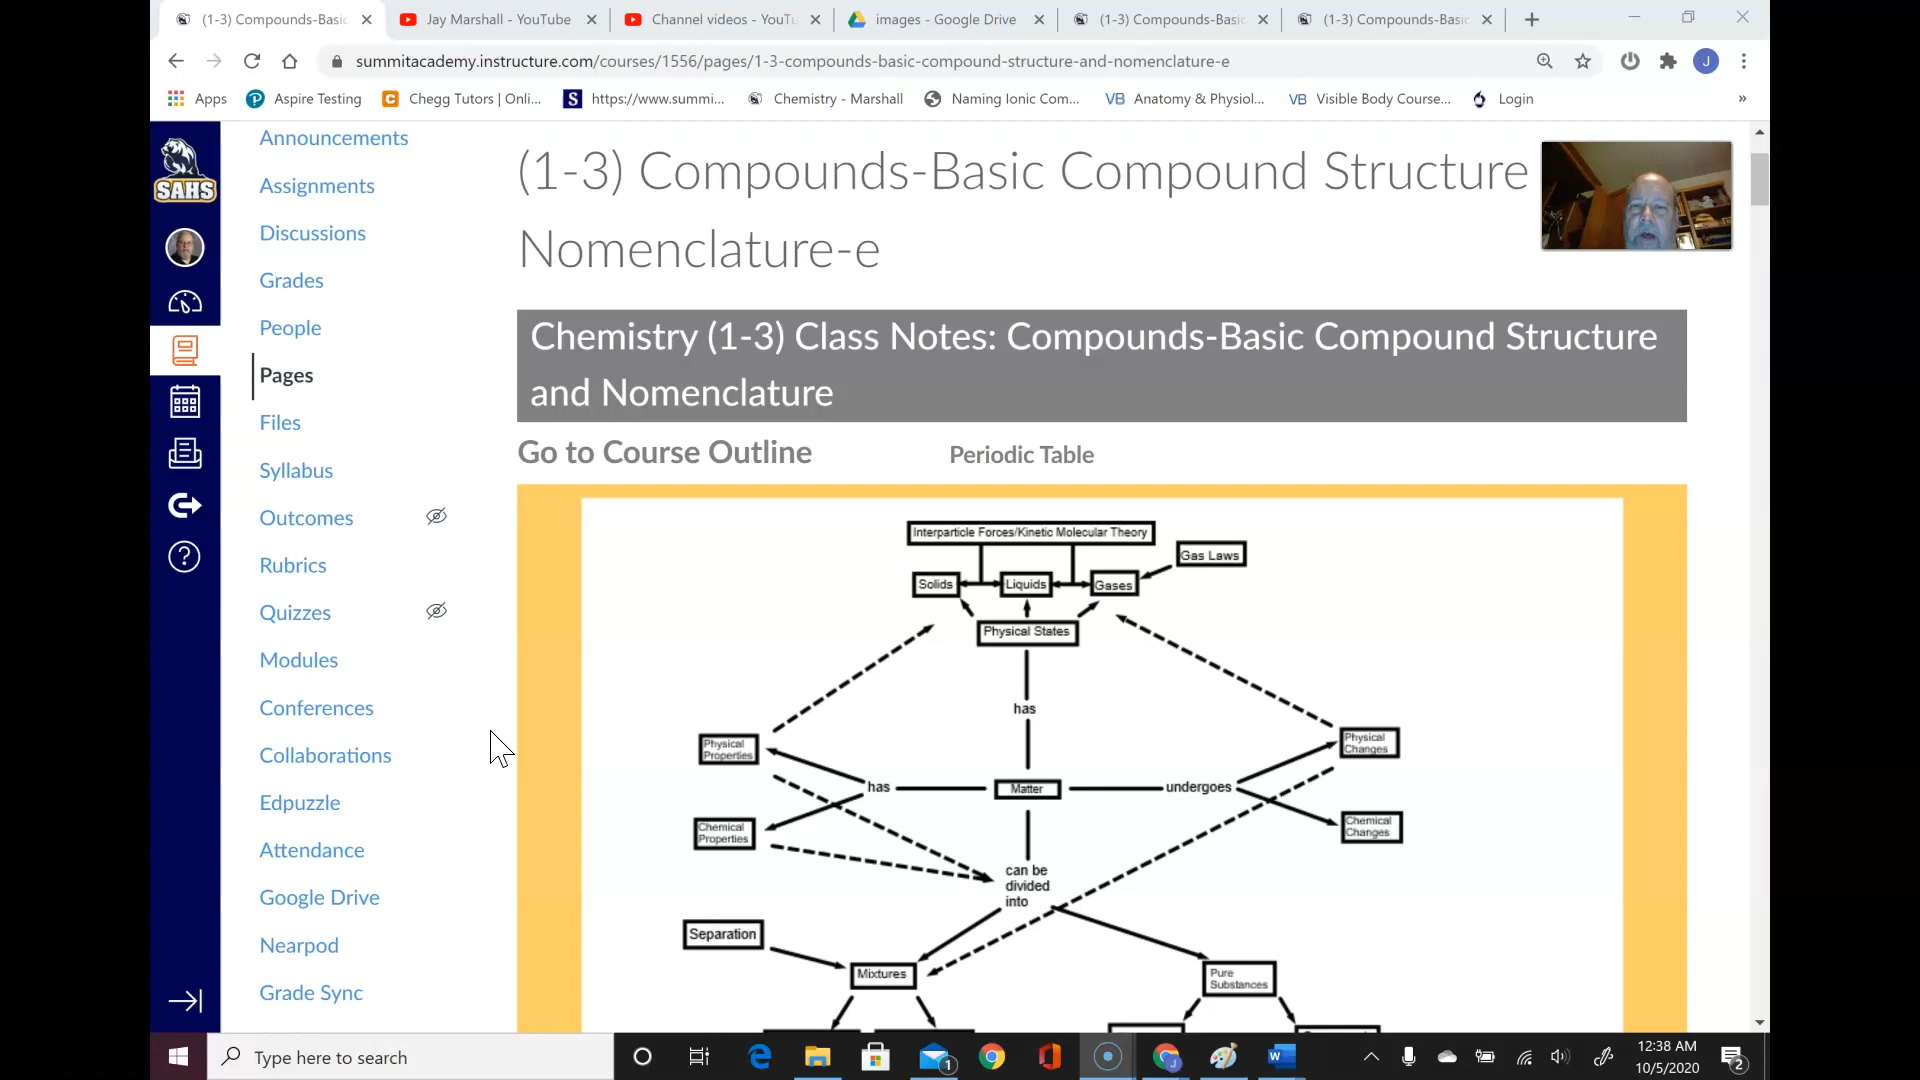 (1-3) Compounds-Basic
Jay Marshall - YouTube
Channel videos - YouTu
images - Google Drive
(1-3) Compounds-Basic
(1-3) Compounds-Basic
summitacademy.instructure.com/courses/1556/pages/1-3-compounds-basic-compound-structure-and-nomenclature-e
J
Apps
Aspire Testing
Chegg Tutors | Onli...
https://www.summi...
Chemistry - Marshall
Naming Ionic Com...
VB Anatomy & Physiol...
VB Visible Body Course...
Login
»
SAHS
Announcements
Assignments
Discussions
Grades
People
Pages
Files
Syllabus
Outcomes
Rubrics
Quizzes
Modules
Conferences
Collaborations
Edpuzzle
Attendance
Google Drive
Nearpod
Grade Sync
(1-3) Compounds-Basic Compound Structure
Nomenclature-e
Chemistry (1-3) Class Notes: Compounds-Basic Compound Structure
and Nomenclature
Go to Course Outline
Periodic Table
Interparticle Forces/Kinetic Molecular Theory
Gas Laws
Solids
Liquids
Gases
Physical States
has
Physical
Properties
Physical
Changes
has
Matter
undergoes
Chemical
Properties
Chemical
Changes
can be
divided
into
Separation
Mixtures
Pure
Substances
Type here to search
1
12:38 AM
10/5/2020
2